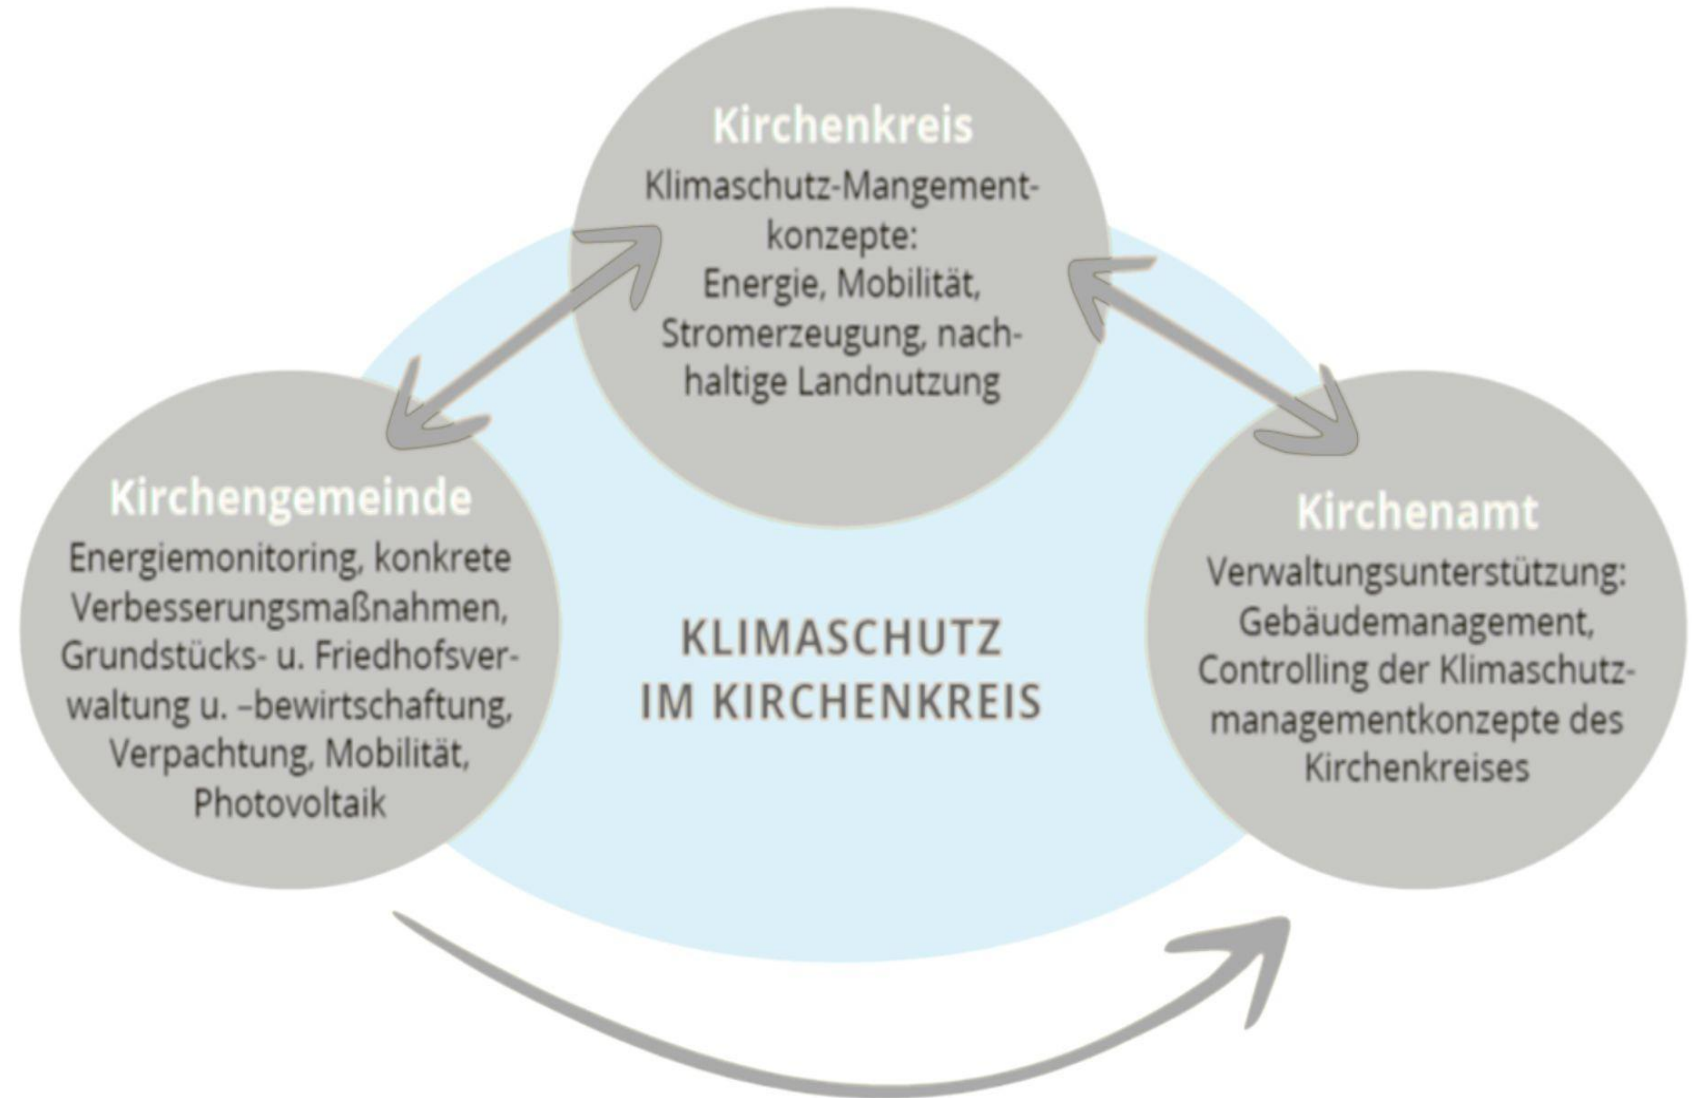 Kirchenkreis
Klimaschutz-Mangement-
konzepte:
Energie, Mobilität,
Stromerzeugung, nach-
haltige Landnutzung
Kirchengemeinde
Energiemonitoring, konkrete
Verbesserungsmaßnahmen,
Grundstücks- u. Friedhofsver-
waltung u. –bewirtschaftung,
Verpachtung, Mobilität,
Photovoltaik
KLIMASCHUTZ
IM KIRCHENKREIS
Kirchenamt
Verwaltungsunterstützung:
Gebäudemanagement,
Controlling der Klimaschutz-
managementkonzepte des
Kirchenkreises